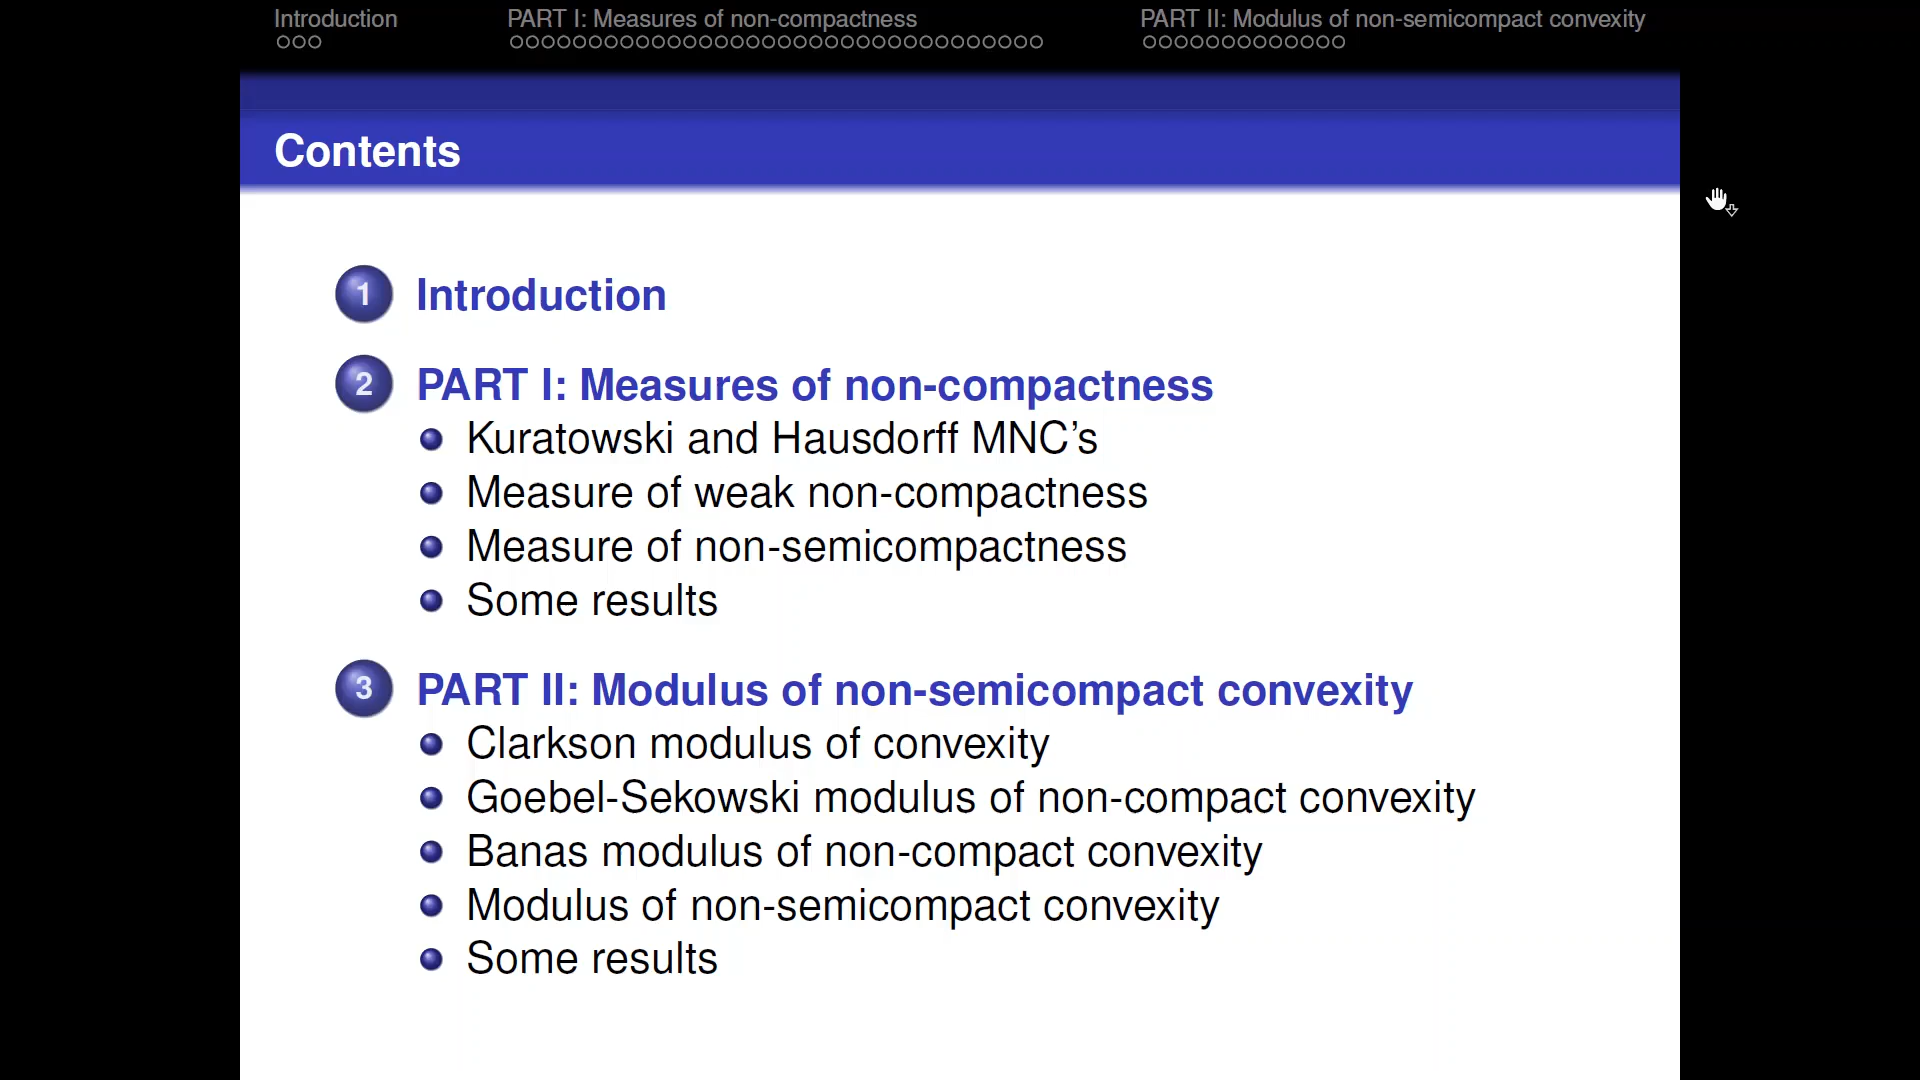 Introduction
PART I: Measures of non-compactness
PART II: Modulus of non-semicompact convexity
Contents
1 Introduction
2 PART I: Measures of non-compactness
Kuratowski and Hausdorff MNC’s
Measure of weak non-compactness
Measure of non-semicompactness
Some results
3 PART II: Modulus of non-semicompact convexity
Clarkson modulus of convexity
Goebel-Sekowski modulus of non-compact convexity
Banas modulus of non-compact convexity
Modulus of non-semicompact convexity
Some results